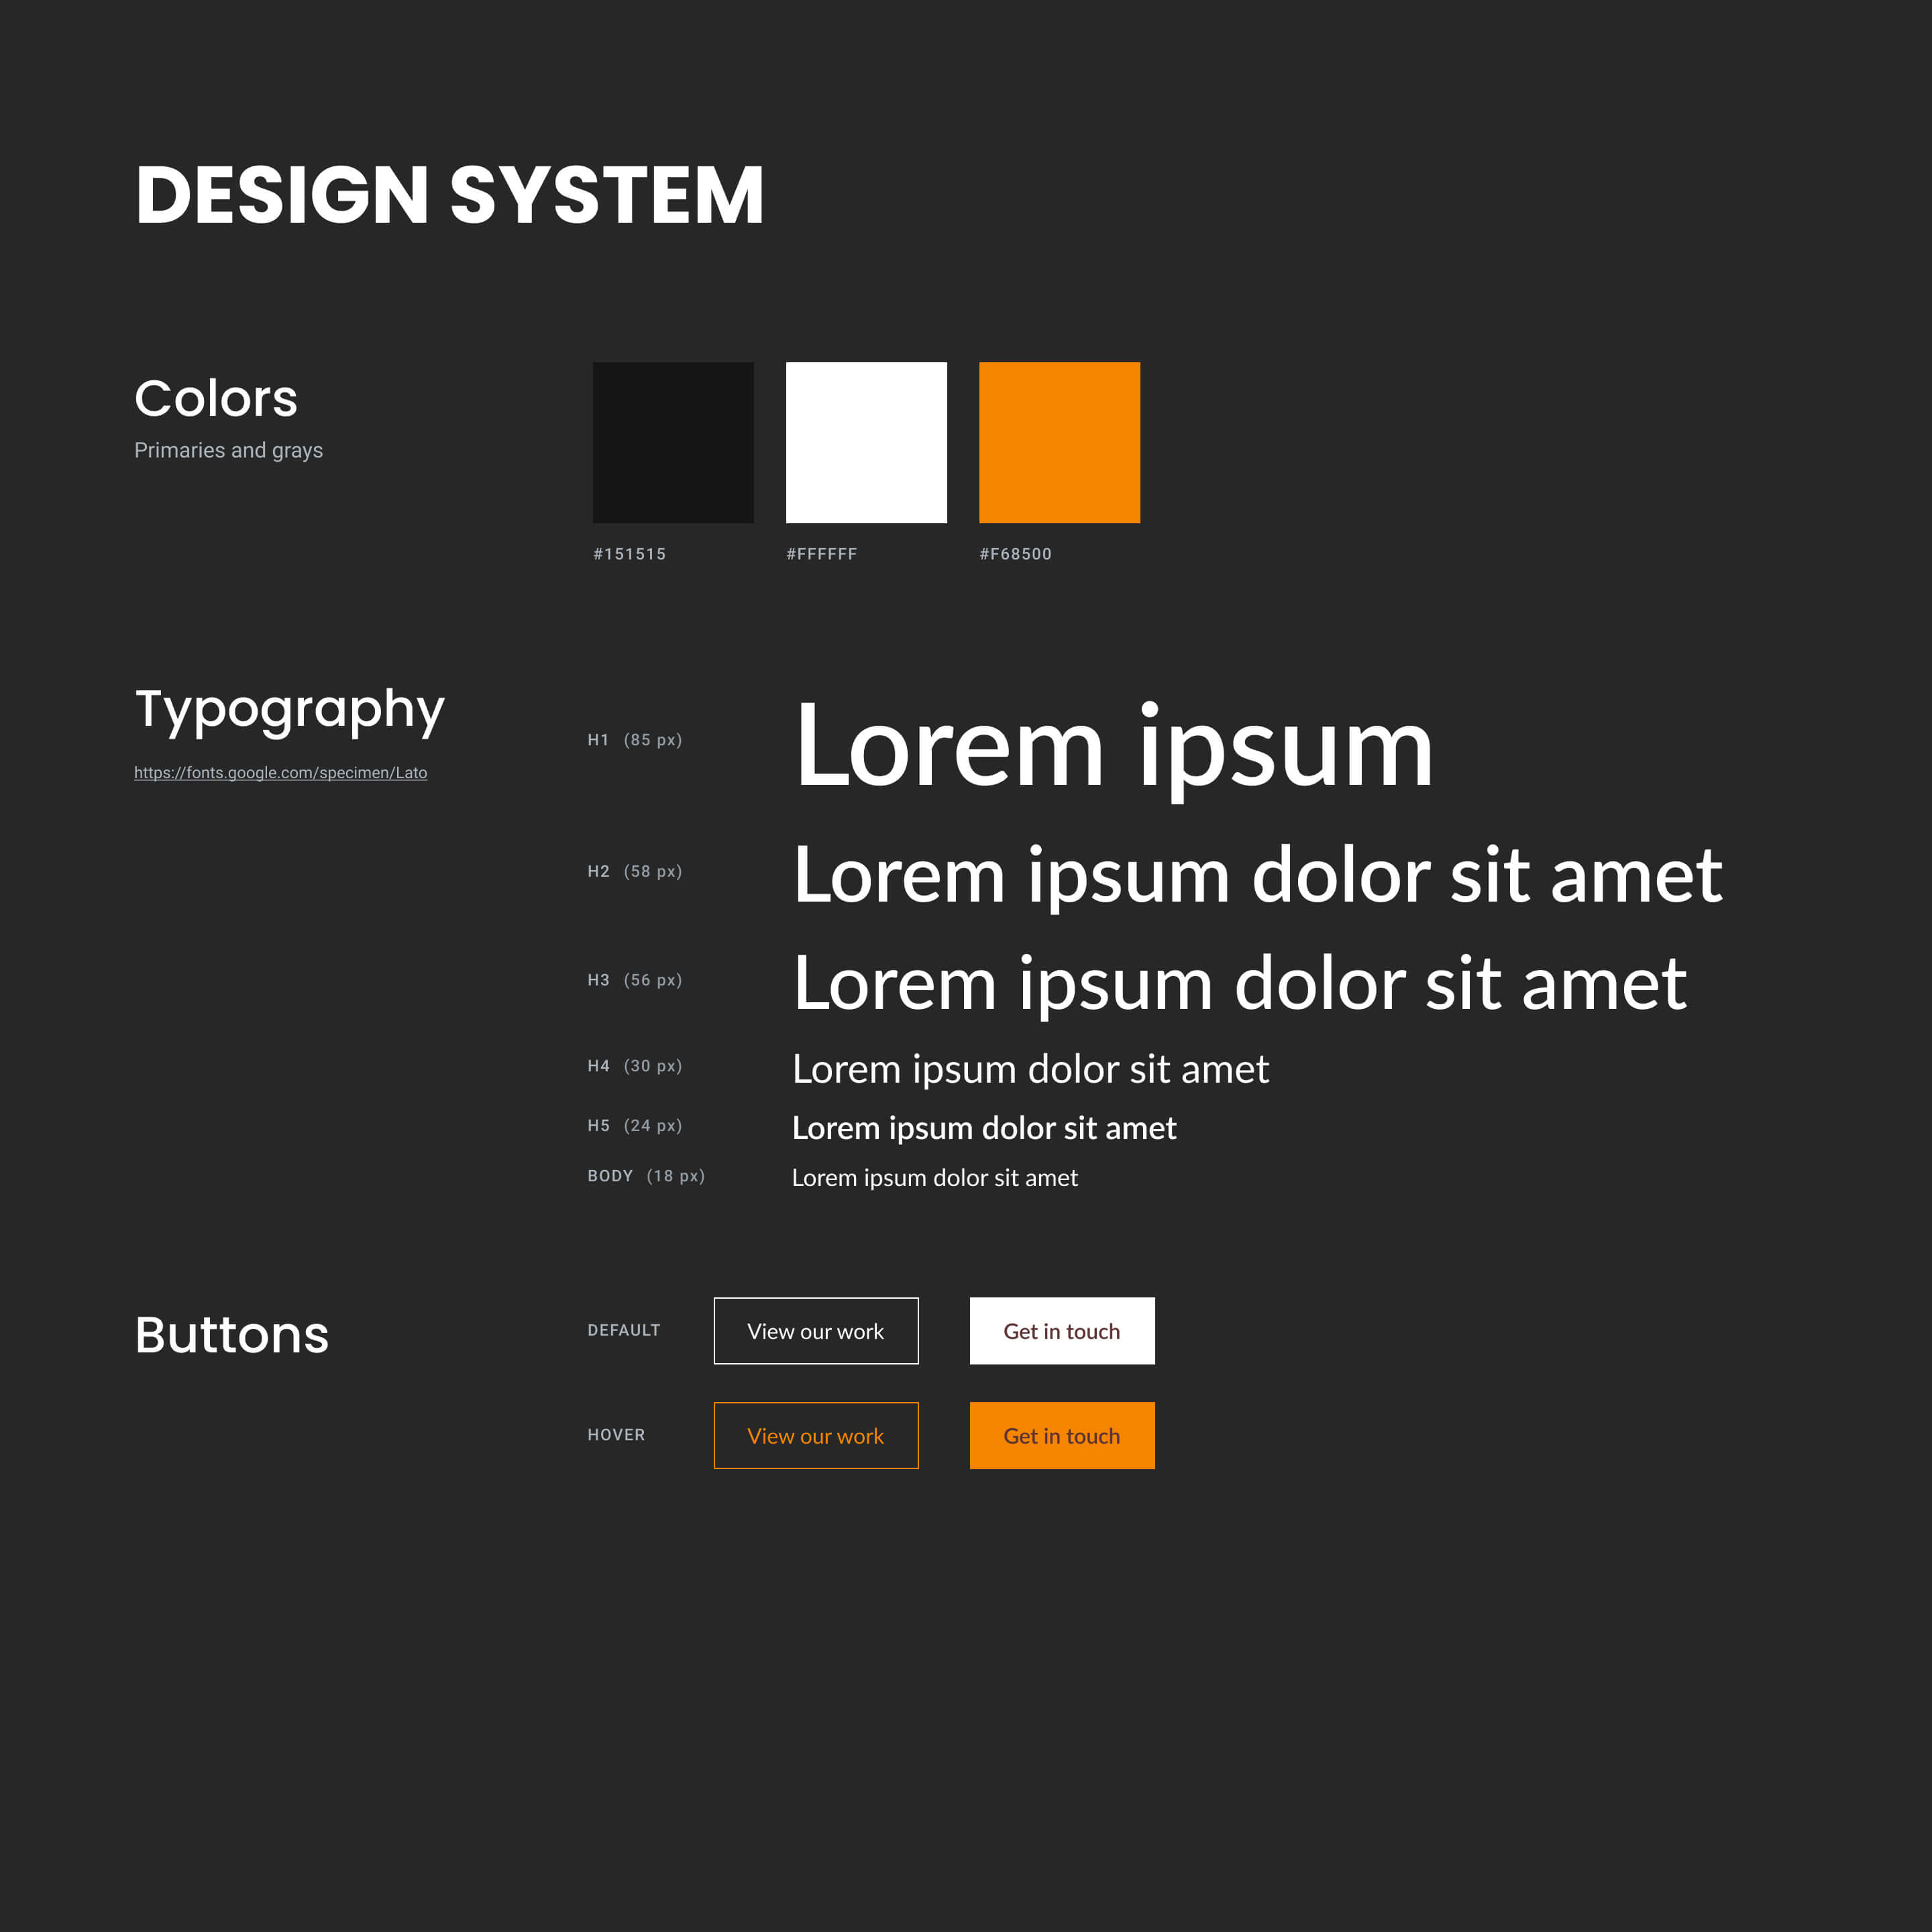 DESIGN SYSTEM
Colors
Primaries and grays
#151515 #FFFFFF #F68500
Typography
https://fonts.google.com/specimen/Lato
H1 (85 px) Lorem ipsum
H2 (58 px) Lorem ipsum dolor sit amet
H3 (56 px) Lorem ipsum dolor sit amet
H4 (30 px) Lorem ipsum dolor sit amet
H5 (24 px) Lorem ipsum dolor sit amet
BODY (18 px) Lorem ipsum dolor sit amet
Buttons
DEFAULT View our work Get in touch
HOVER View our work Get in touch